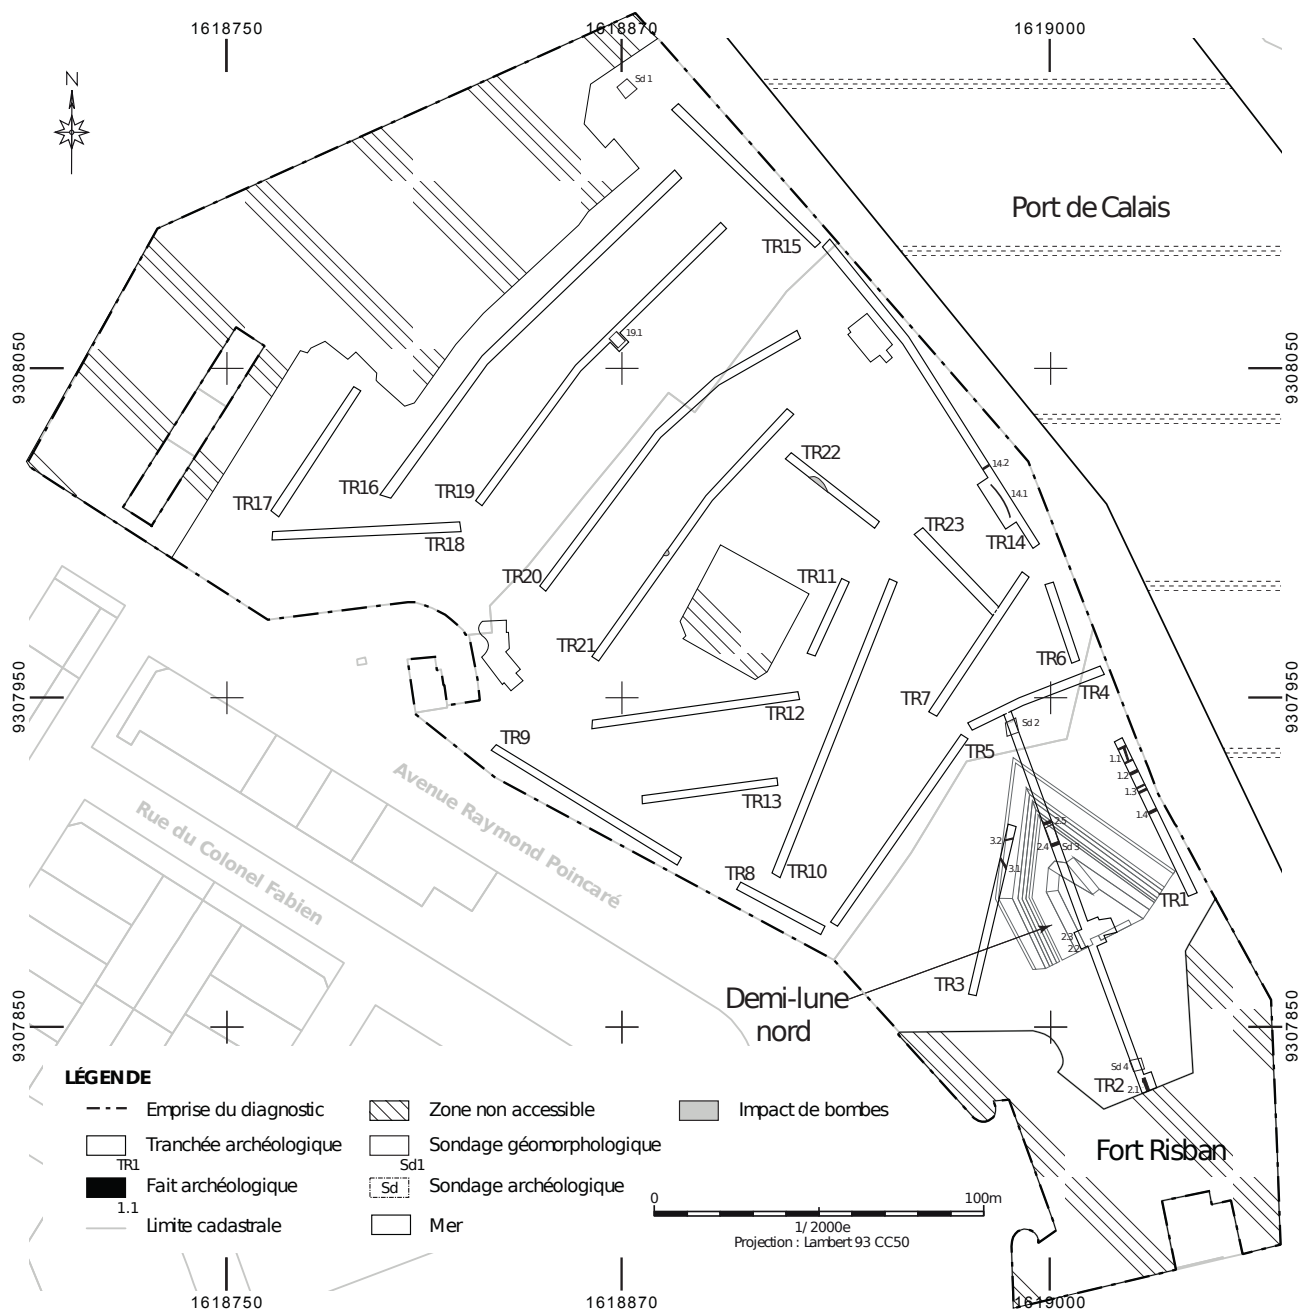 1618750
1618870
1619000
N
Sd 1
Port de Calais
TR15
19.1
9308050
9308050
14.2
TR22
TR17
TR16
TR19
14.1
TR23
TR14
TR18
TR20
TR11
TR21
TR6
TR7
TR4
9307950
9307950
TR12
Sd 2
TR9
TR5
1.1
1.2
1.3
1.4
Avenue Raymond Poincaré
TR13
Rue du Colonel Fabien
2.5
3.2
2.4
Sd 3
3.1
TR10
TR8
TR1
2.3
2.2
TR3
Demi-lune
nord
9307850
9307850
Sd 4
TR2
2.1
Fort Risban
LÉGENDE
Emprise du diagnostic
Zone non accessible
Impact de bombes
Tranchée archéologique
TR1
Sondage géomorphologique
Sd1
Fait archéologique
1.1
Sd
Sondage archéologique
Limite cadastrale
Mer
0
100m
1/ 2000e
Projection : Lambert 93 CC50
1618750
1618870
1619000